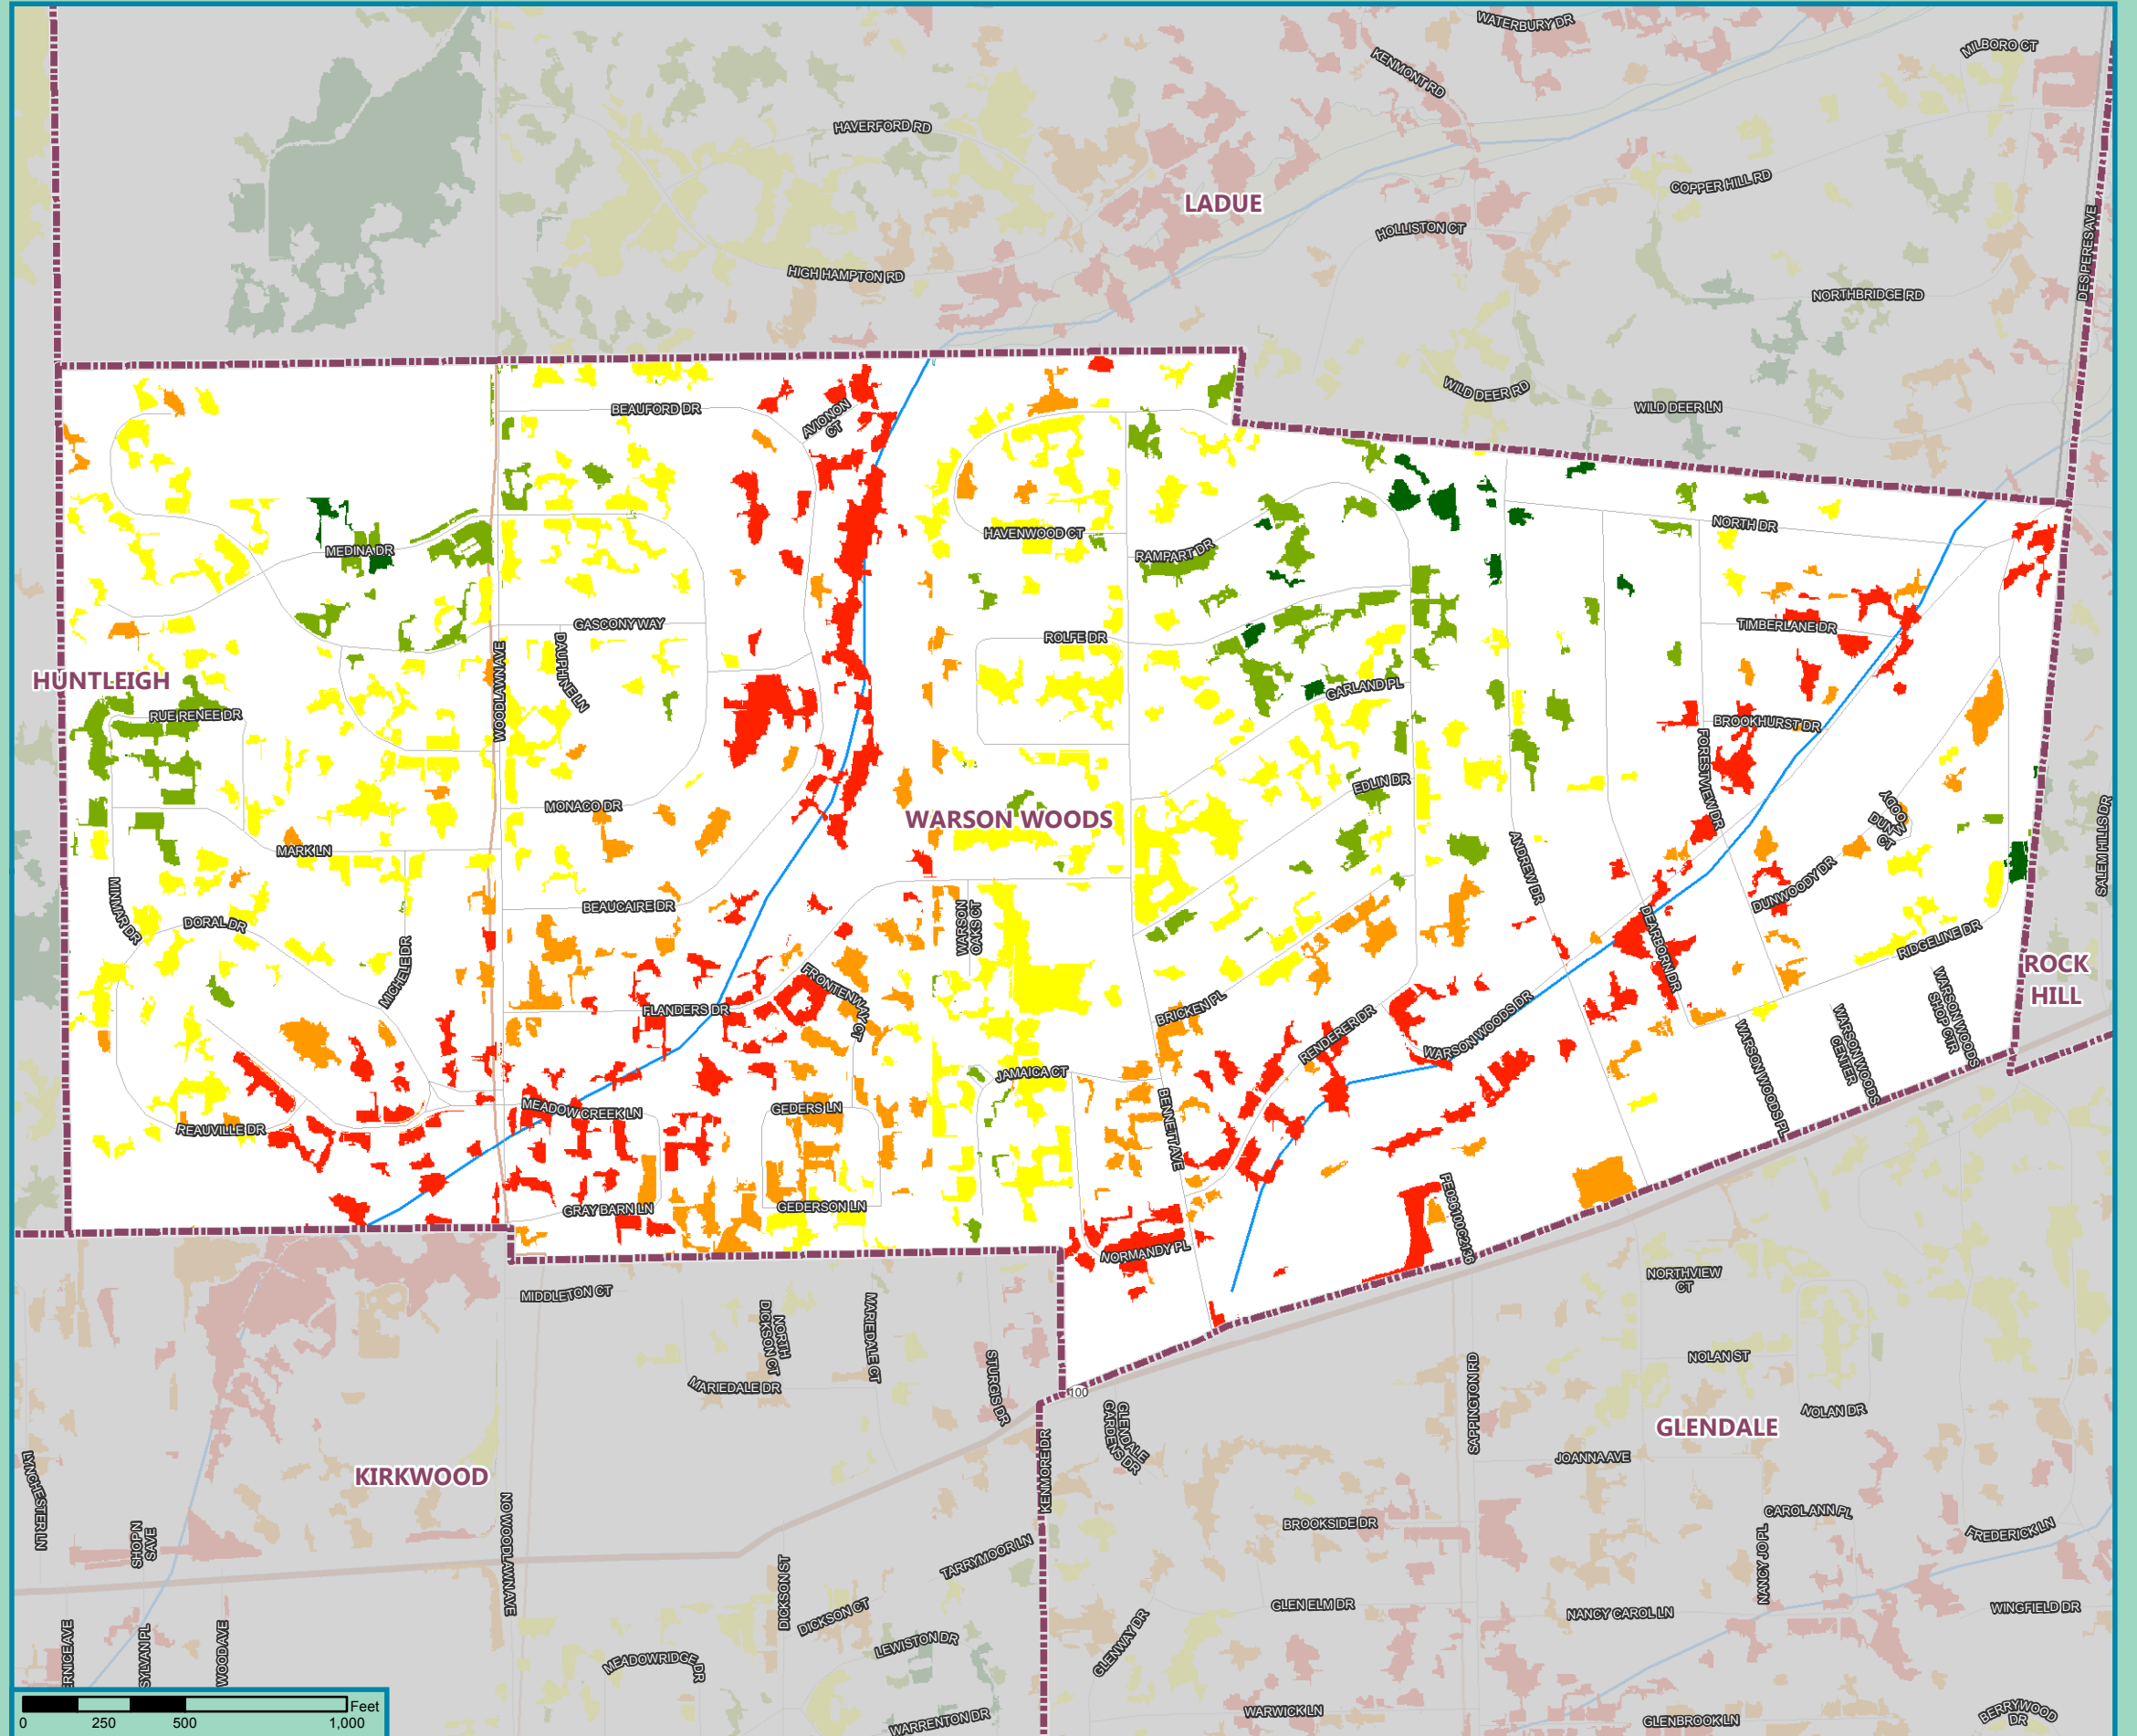 WATERBURY DR
MILBORO CT
KENMONT RD
HAVERFORD RD
COPPER HILL RD
LADUE
HOLLISTON CT
DES PERES AVE
HIGH HAMPTON RD
NORTHBRIDGE RD
WILD DEER RD
WILD DEER LN
BEAUFORD DR
AVIGNON
CT
NORTH DR
HAVENWOOD CT
MEDINA DR
RAMPART DR
GASCONY WAY
DAUPHINE LN
ROLFE DR
TIMBERLANE DR
WOODLAWN AVE
HUNTLEIGH
GARLAND PL
RUE RENEE DR
BROOKHURST DR
FORESTVIEW DR
EDLIN DR
MONACO DR
WARSON WOODS
DUNWOODY
CT
SALEM HILLS DR
MARK LN
ANDREW DR
DUNWOODY DR
MINMAR DR
BEAUCAIRE DR
DORAL DR
WARSON
OAKS CT
DEARBORN DR
RIDGELINE DR
MICHELE DR
ROCK
HILL
FRONTENWAY CT
FLANDERS DR
BRICKEN PL
RENDERER DR
WARSON WOODS DR
WARSON WOODS
SHOP CTR
WARSON WOODS
CENTER
WARSON WOODS PL
JAMAICA CT
MEADOW CREEK LN
GEDERS LN
REAUVILLE DR
BENNETT AVE
GRAY BARN LN
GEDERSON LN
PE096100C2136
NORMANDY PL
MIDDLETON CT
NORTHVIEW
CT
NORTH
DICKSON CT
MARIEDALE CT
STURGIS DR
MARIEDALE DR
NOLAN ST
100
SAPPINGTON RD
GLENDALE
GARDENS DR
NOLAN DR
GLENDALE
KENMORE DR
JOANNA AVE
KIRKWOOD
LYNCHESTER LN
NO WOODLAWN AVE
SHOP N
SAVE
BROOKSIDE DR
CAROL ANN PL
NANCY JO PL
FREDERICK LN
TARRYMOOR LN
DICKSON ST
DICKSON CT
GLEN ELM DR
NANCY CAROL LN
WINGFIELD DR
SYLVAN PL
WOOD AVE
LEWISTON DR
GLENWAY DR
MEADOWRIDGE DR
WARRENTON DR
WARWICK LN
GLENBROOK LN
BERRYWOOD
DR
Feet
0 250 500 1,000